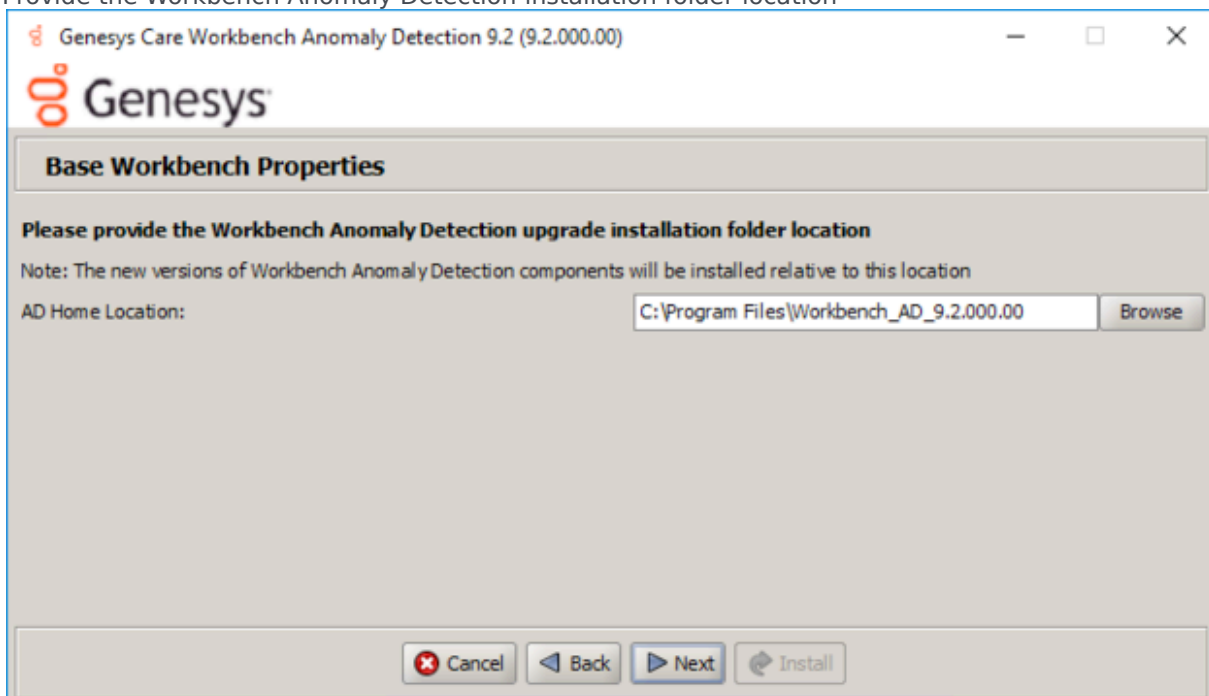 Provide the Workbench Anomaly Detection installation folder location
Genesys Care Workbench Anomaly Detection 9.2 (9.2.000.00)
Genesys
Base Workbench Properties
Please provide the Workbench Anomaly Detection upgrade installation folder location
Note: The new versions of Workbench Anomaly Detection components will be installed relative to this location
AD Home Location: C:\Program Files\Workbench_AD_9.2.000.00 Browse
Cancel Back Next Install